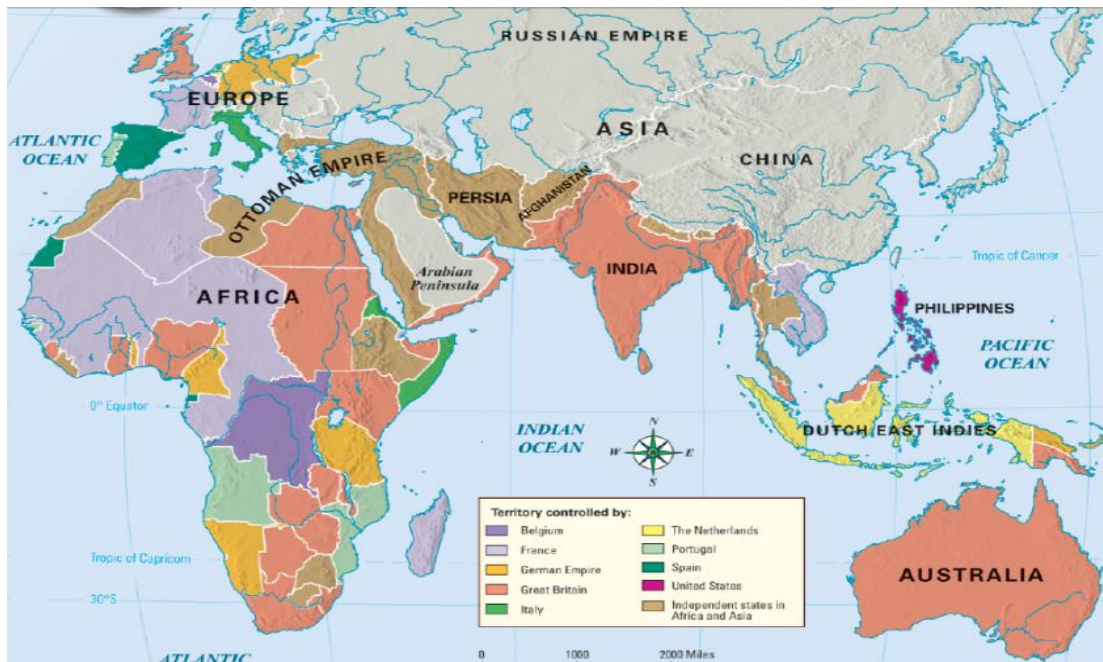 RUSSIAN EMPIRE
EUROPE
ASIA
ATLANTIC
OCEAN
CHINA
OTTOMAN EMPIRE
PERSIA
AFGHANISTAN
Tropic of Cancer
Arabian
Peninsula
INDIA
AFRICA
PHILIPPINES
PACIFIC
OCEAN
0° Equator
INDIAN
OCEAN
N
W
E
S
DUTCH EAST INDIES
Territory controlled by:
Belgium
France
German Empire
Great Britain
Italy
The Netherlands
Portugal
Spain
United States
Independent states in
Africa and Asia
Tropic of Capricorn
AUSTRALIA
30°S
ATLANTIC
0
1000
2000 Miles